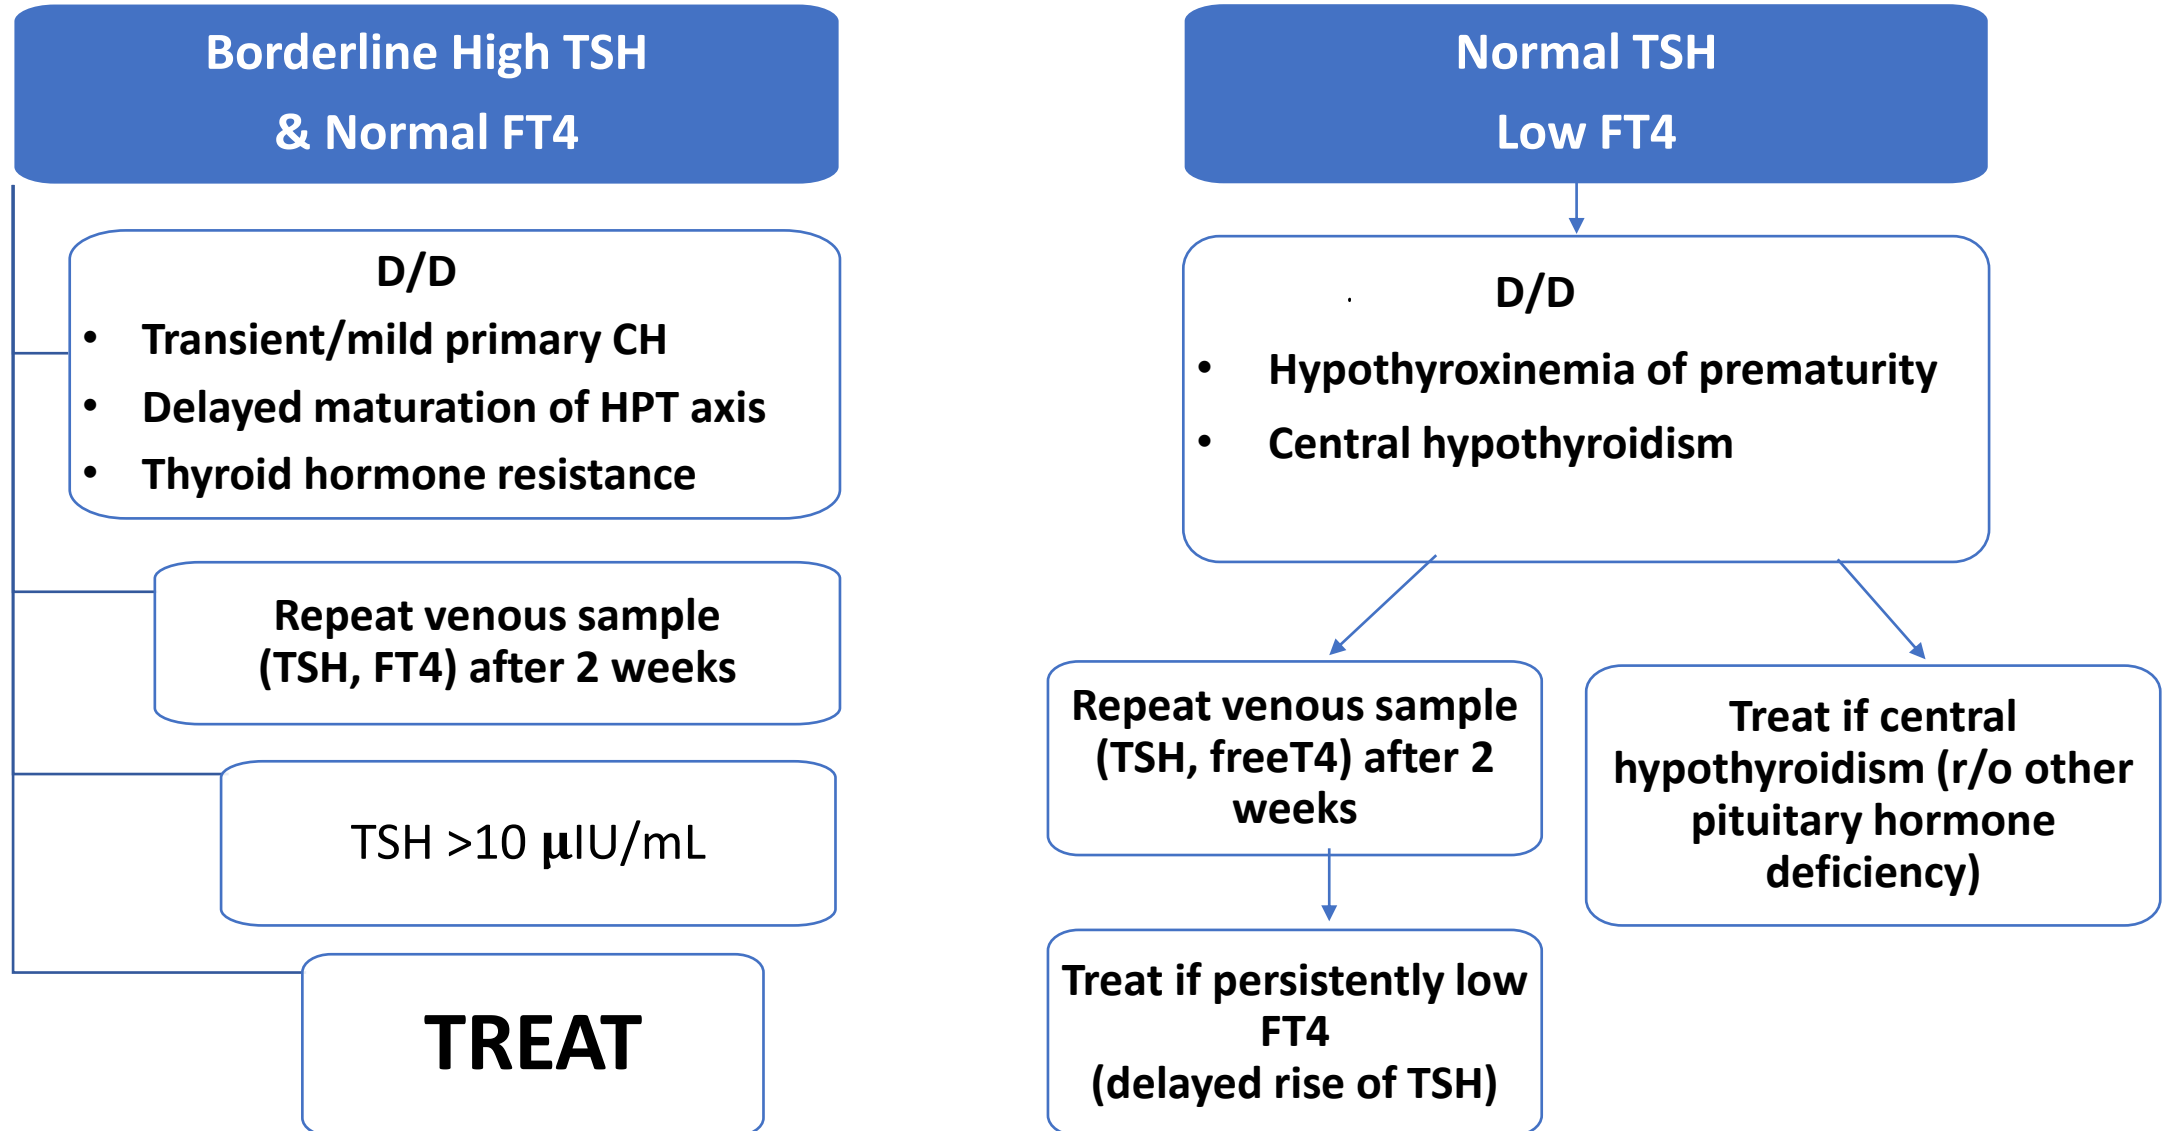 Borderline High TSH
& Normal FT4
D/D
• Transient/mild primary CH
• Delayed maturation of HPT axis
• Thyroid hormone resistance
Repeat venous sample
(TSH, FT4) after 2 weeks
TSH >10 µIU/mL
TREAT
Normal TSH
Low FT4
D/D
• Hypothyroxinemia of prematurity
• Central hypothyroidism
Repeat venous sample
(TSH, freeT4) after 2
weeks
Treat if persistently low
FT4
(delayed rise of TSH)
Treat if central
hypothyroidism (r/o other
pituitary hormone
deficiency)